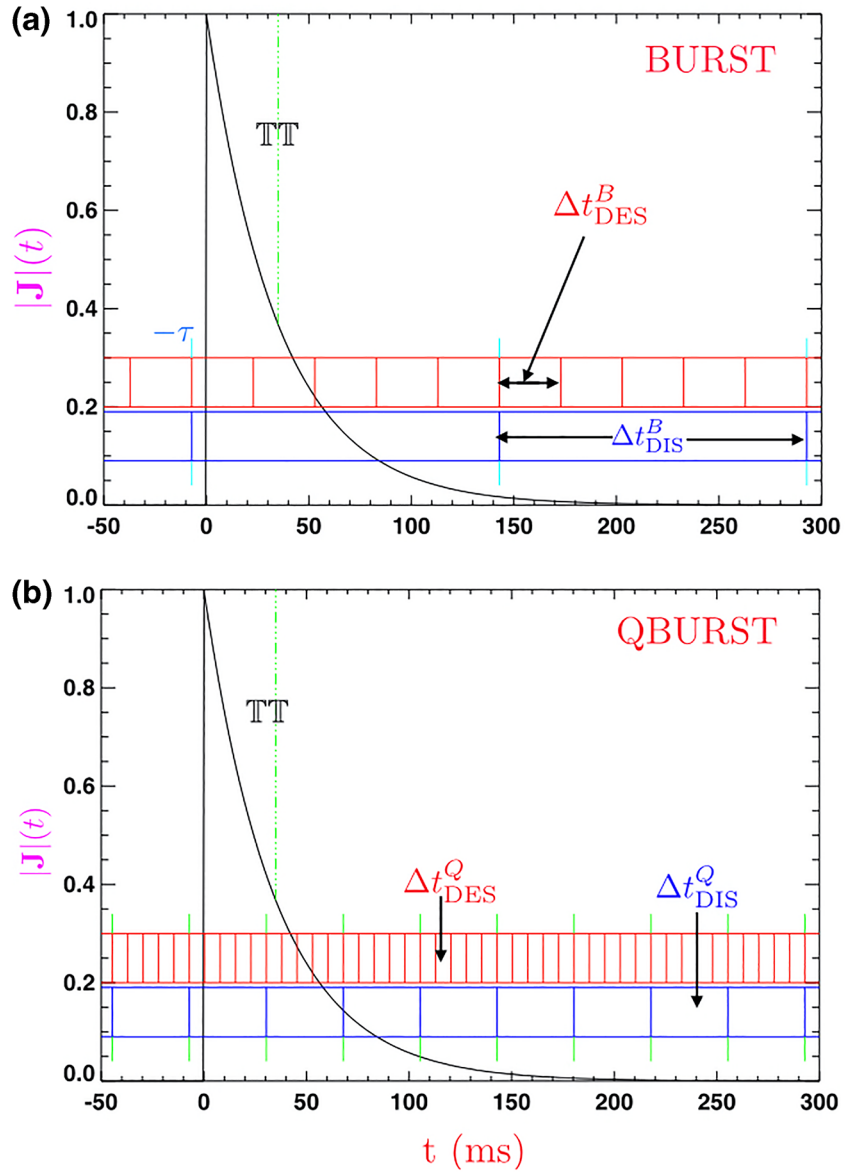 (a)
BURST
1.0
0.8
0.6
0.4
0.2
0.0
|J|(t)
𝕋𝕋
−τ
Δt^B_DES
Δt^B_DIS
-50 0 50 100 150 200 250 300
(b)
QBURST
1.0
0.8
0.6
0.4
0.2
0.0
|J|(t)
𝕋𝕋
Δt^Q_DES
Δt^Q_DIS
-50 0 50 100 150 200 250 300
t (ms)